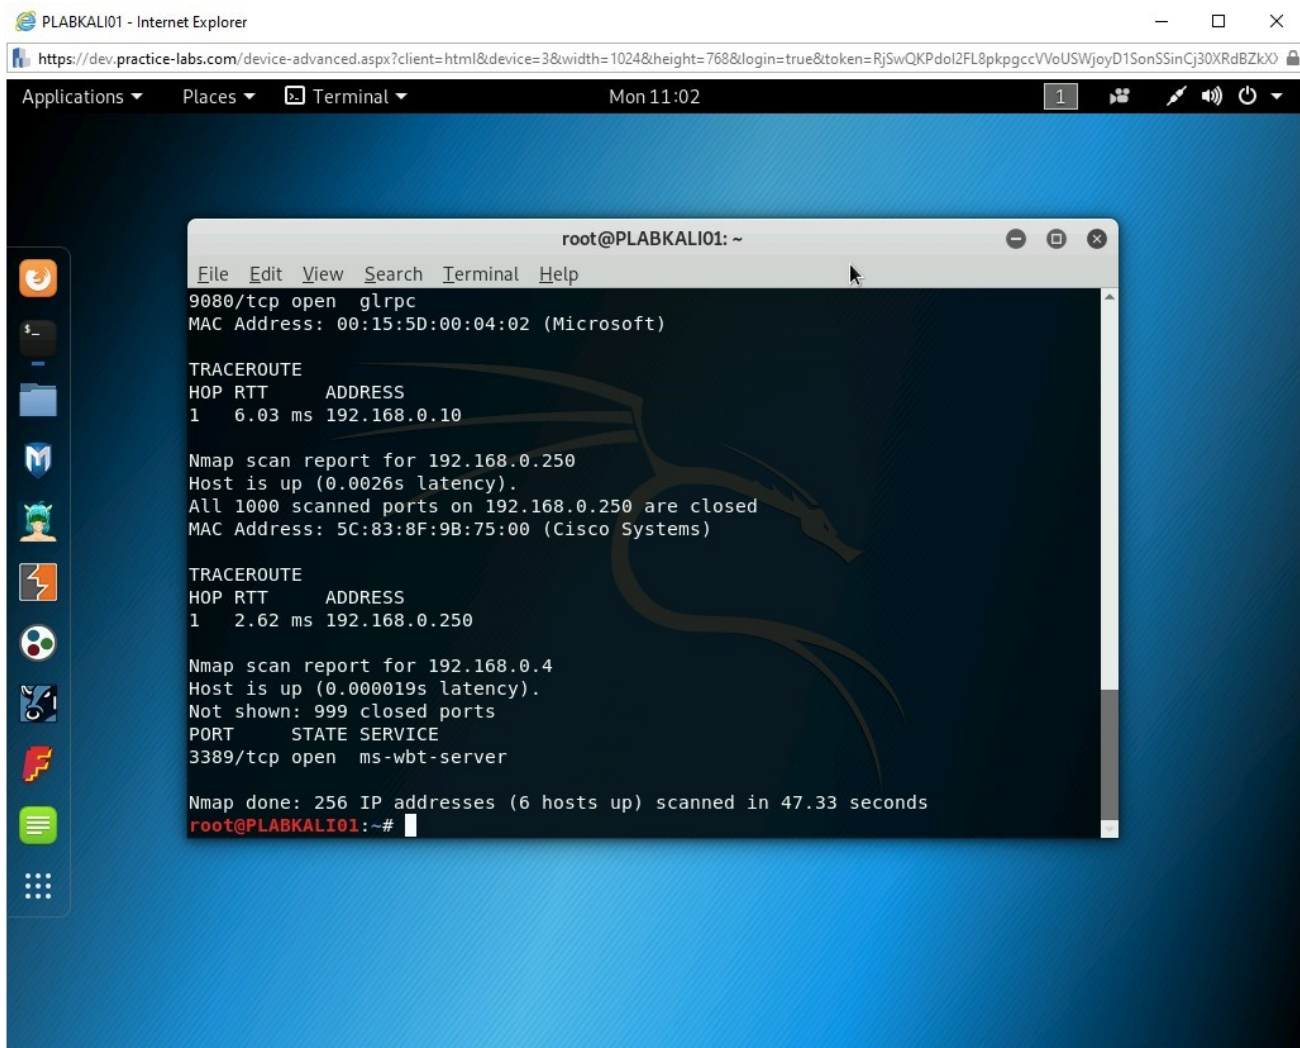 PLABKALI01 - Internet Explorer
https://dev.practice-labs.com/device-advanced.aspx?client=html&device=3&width=1024&height=768&login=true&token=RjSwQKPdol2FL8pkpgccVVoUSWjoyD1SonSSinCj30XRdBZkX
Applications Places Terminal Mon 11:02 1
root@PLABKALI01: ~
File Edit View Search Terminal Help
9080/tcp open  glrpc
MAC Address: 00:15:5D:00:04:02 (Microsoft)
TRACEROUTE
HOP RTT     ADDRESS
1   6.03 ms 192.168.0.10
Nmap scan report for 192.168.0.250
Host is up (0.0026s latency).
All 1000 scanned ports on 192.168.0.250 are closed
MAC Address: 5C:83:8F:9B:75:00 (Cisco Systems)
TRACEROUTE
HOP RTT     ADDRESS
1   2.62 ms 192.168.0.250
Nmap scan report for 192.168.0.4
Host is up (0.000019s latency).
Not shown: 999 closed ports
PORT     STATE SERVICE
3389/tcp open  ms-wbt-server
Nmap done: 256 IP addresses (6 hosts up) scanned in 47.33 seconds
root@PLABKALI01:~#